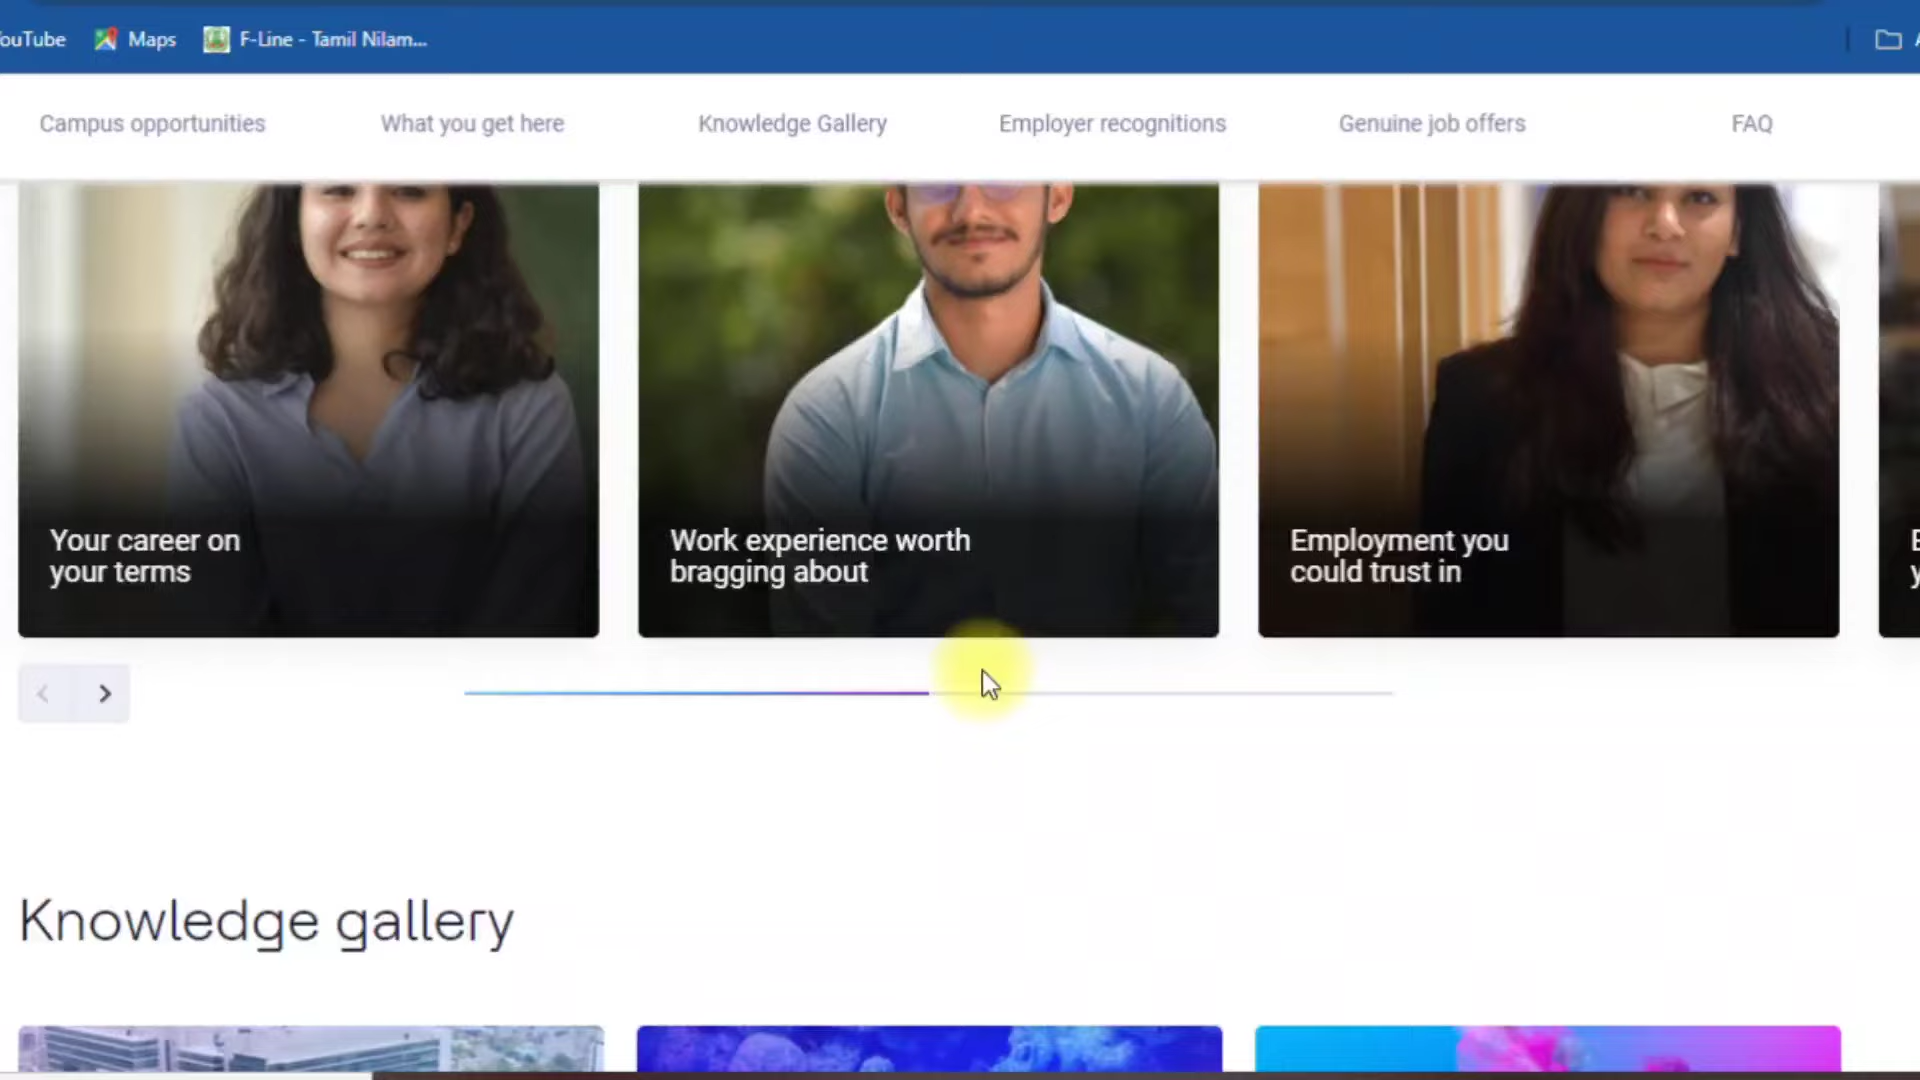 Maps
F-Line - Tamil Nilam...
Campus opportunities
What you get here
Knowledge Gallery
Employer recognitions
Genuine job offers
FAQ
Your career on
your terms
Work experience worth
bragging about
Employment you
could trust in
Knowledge gallery